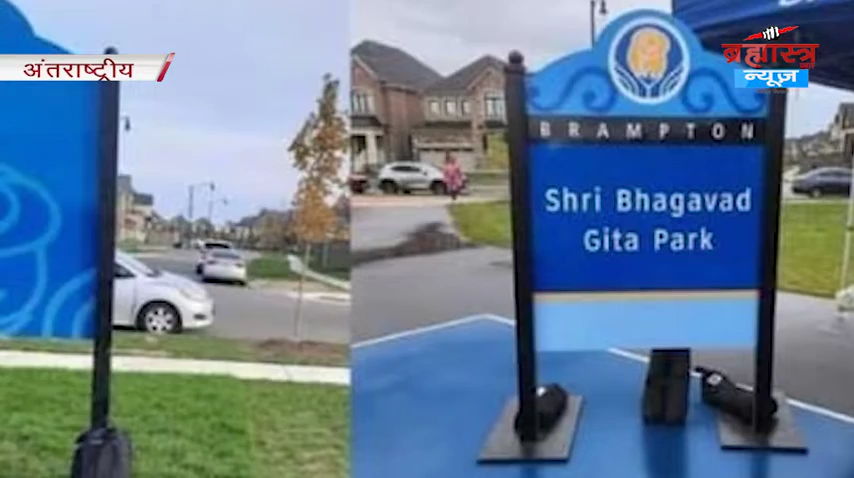 अंतराष्ट्रीय
ब्रह्मास्त्र
न्यूज़
BRAMPTON
Shri Bhagavad
Gita Park